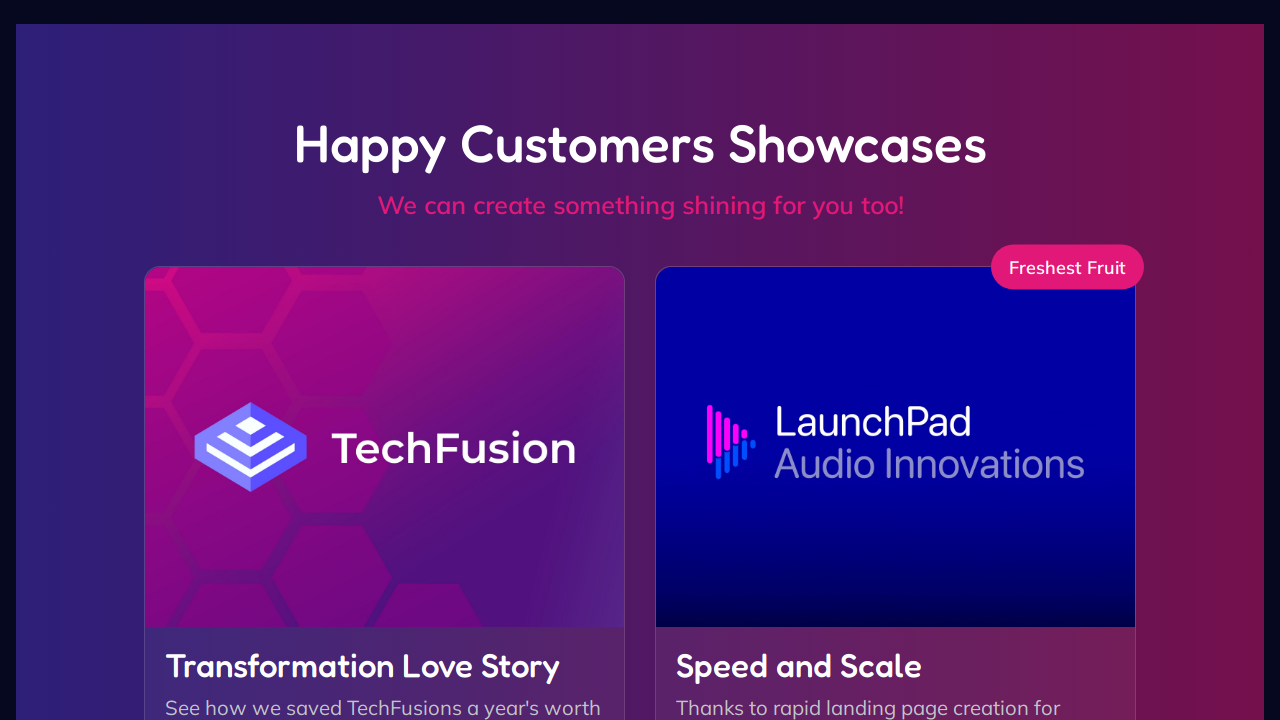 Happy Customers Showcases
We can create something shining for you too!
Freshest Fruit
TechFusion
LaunchPad
Audio Innovations
Transformation Love Story
See how we saved TechFusions a year's worth
Speed and Scale
Thanks to rapid landing page creation for